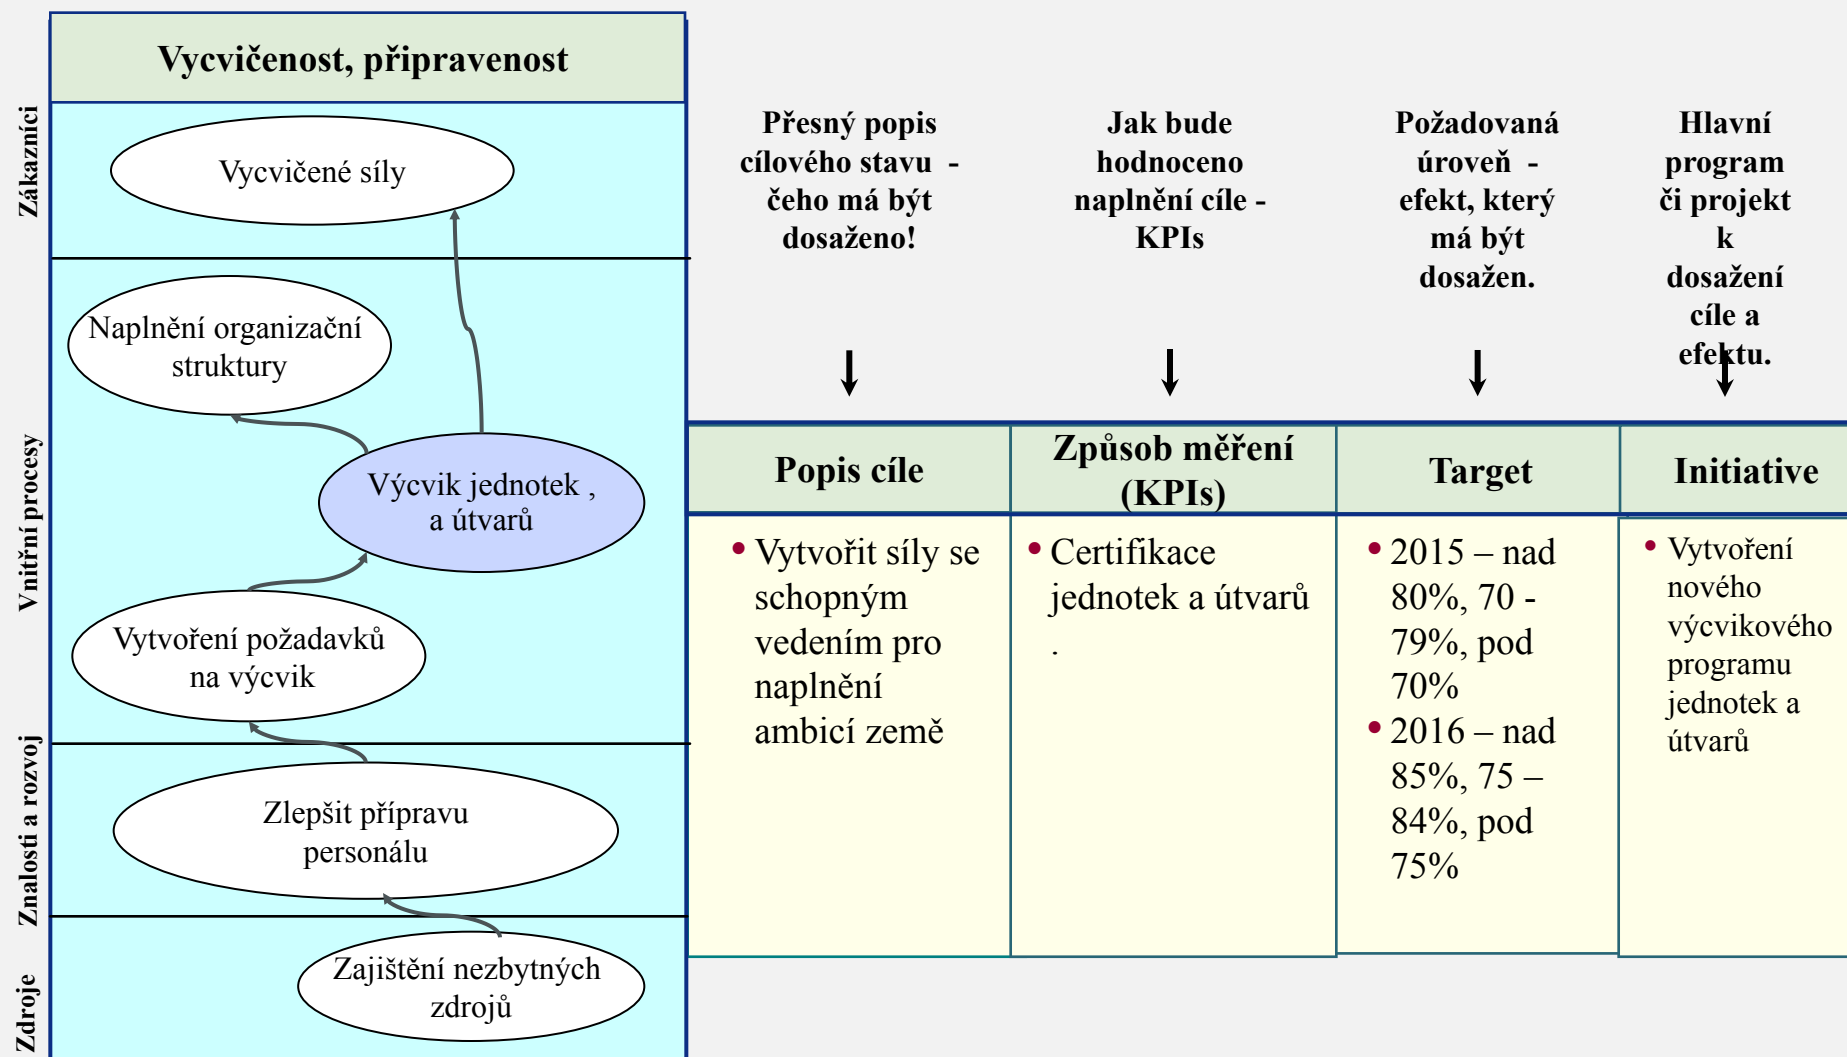 Vycvičenost, připravenost
Zákazníci
Vycvičené síly
Vnitřní procesy
Naplnění organizační
struktury
Výcvik jednotek ,
a útvarů
Vytvoření požadavků
na výcvik
Znalosti a rozvoj
Zlepšit přípravu
personálu
Zdroje
Zajištění nezbytných
zdrojů
Přesný popis
cílového stavu -
čeho má být
dosaženo!
Jak bude
hodnoceno
naplnění cíle -
KPIs
Požadovaná
úroveň -
efekt, který
má být
dosažen.
Hlavní
program
či projekt
k
dosažení
cíle a
efektu.
Popis cíle
Způsob měření
(KPIs)
Target
Initiative
• Vytvořit síly se
schopným
vedením pro
naplnění
ambicí země
• Certifikace
jednotek a útvarů
.
• 2015 – nad
80%, 70 -
79%, pod
70%
• 2016 – nad
85%, 75 –
84%, pod
75%
• Vytvoření
nového
výcvikového
programu
jednotek a
útvarů